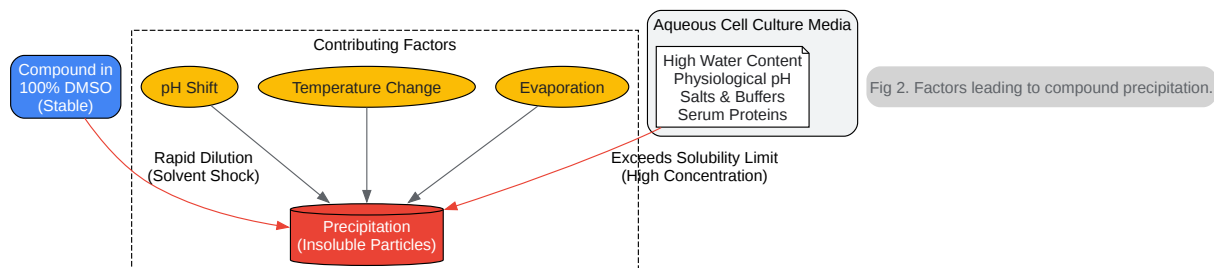 Compound in
100% DMSO
(Stable)
Contributing Factors
pH Shift
Temperature Change
Evaporation
Aqueous Cell Culture Media
High Water Content
Physiological pH
Salts & Buffers
Serum Proteins
Fig 2. Factors leading to compound precipitation.
Rapid Dilution
(Solvent Shock)
Exceeds Solubility Limit
(High Concentration)
Precipitation
(Insoluble Particles)